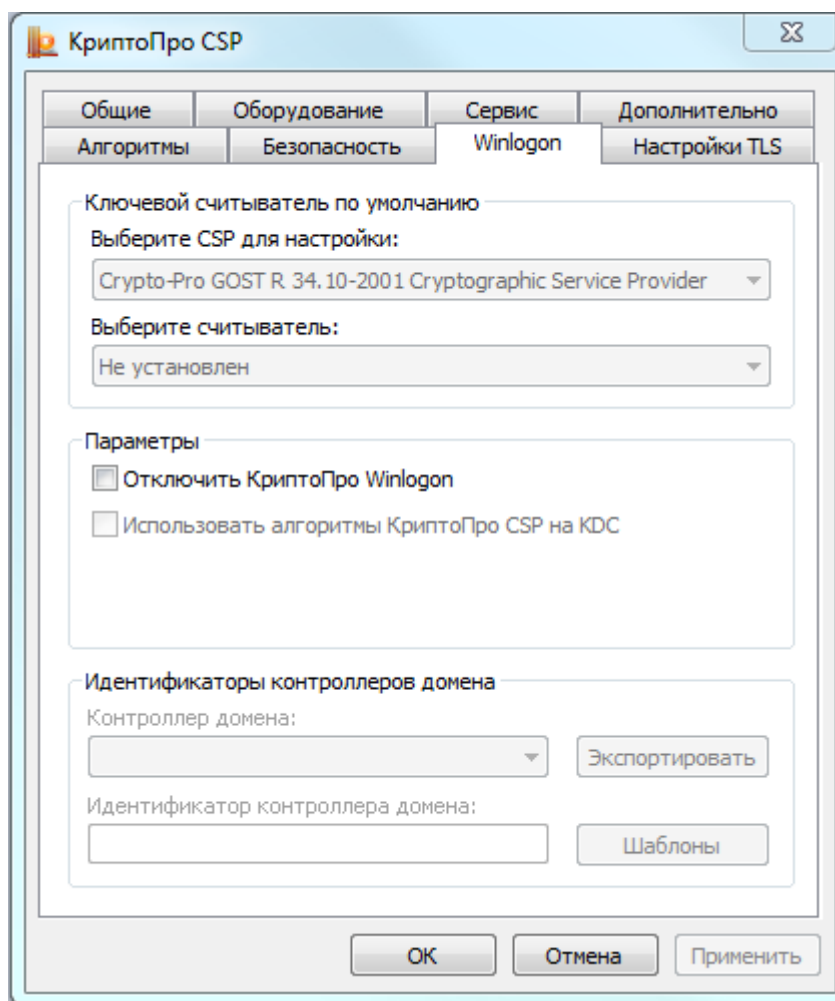 КриптоПро CSP
Общие Оборудование Сервис Дополнительно
Алгоритмы Безопасность Winlogon Настройки TLS
Ключевой считыватель по умолчанию
Выберите CSP для настройки:
Crypto-Pro GOST R 34.10-2001 Cryptographic Service Provider
Выберите считыватель:
Не установлен
Параметры
Отключить КриптоПро Winlogon
Использовать алгоритмы КриптоПро CSP на KDC
Идентификаторы контроллеров домена
Контроллер домена:
Экспортировать
Идентификатор контроллера домена:
Шаблоны
ОК Отмена Применить